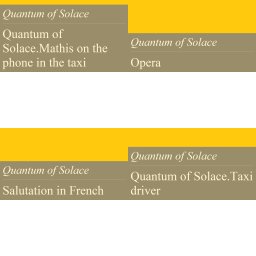 Quantum of Solace
Quantum of
Solace.Mathis on the
phone in the taxi
Quantum of Solace
Opera
Quantum of Solace
Salutation in French
Quantum of Solace
Quantum of Solace.Taxi
driver